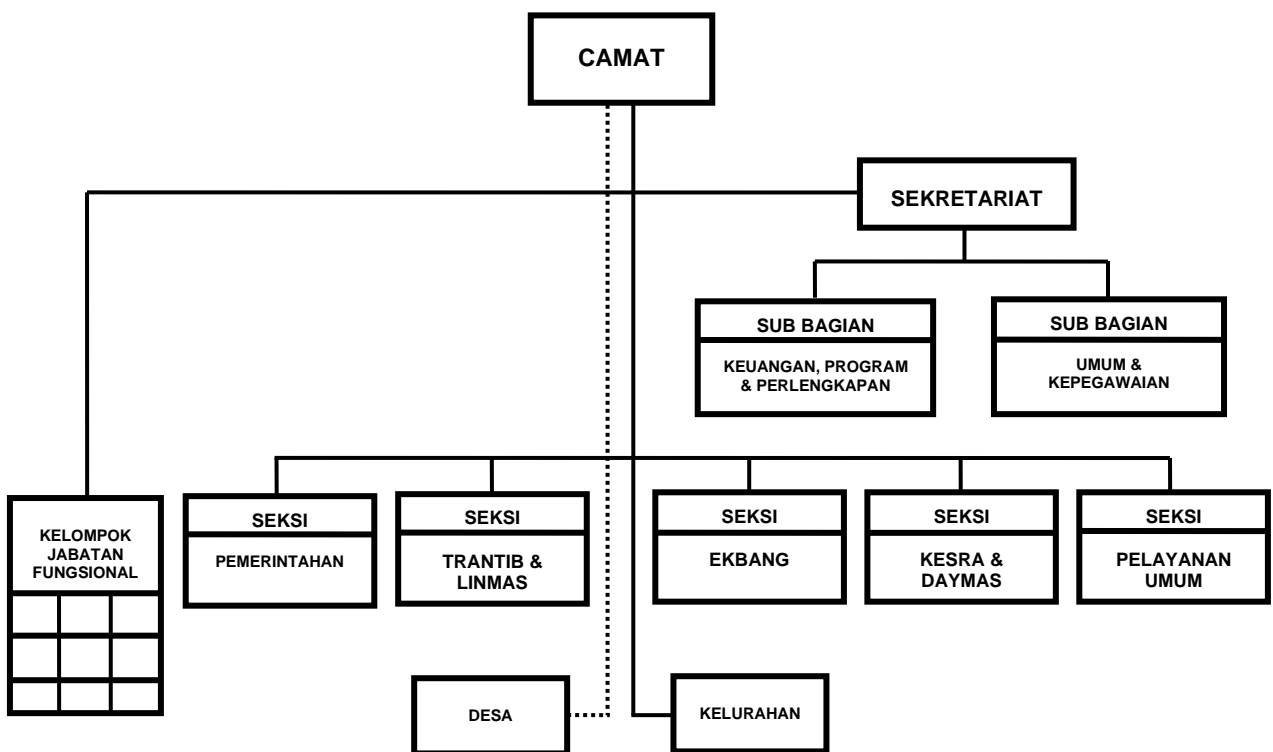 CAMAT
SEKRETARIAT
SUB BAGIAN
KEUANGAN, PROGRAM
& PERLENGKAPAN
SUB BAGIAN
UMUM &
KEPEGAWAIAN
KELOMPOK
JABATAN
FUNGSIONAL
SEKSI
PEMERINTAHAN
SEKSI
TRANTIB &
LINMAS
SEKSI
EKBANG
SEKSI
KESRA &
DAYMAS
SEKSI
PELAYANAN
UMUM
DESA
KELURAHAN